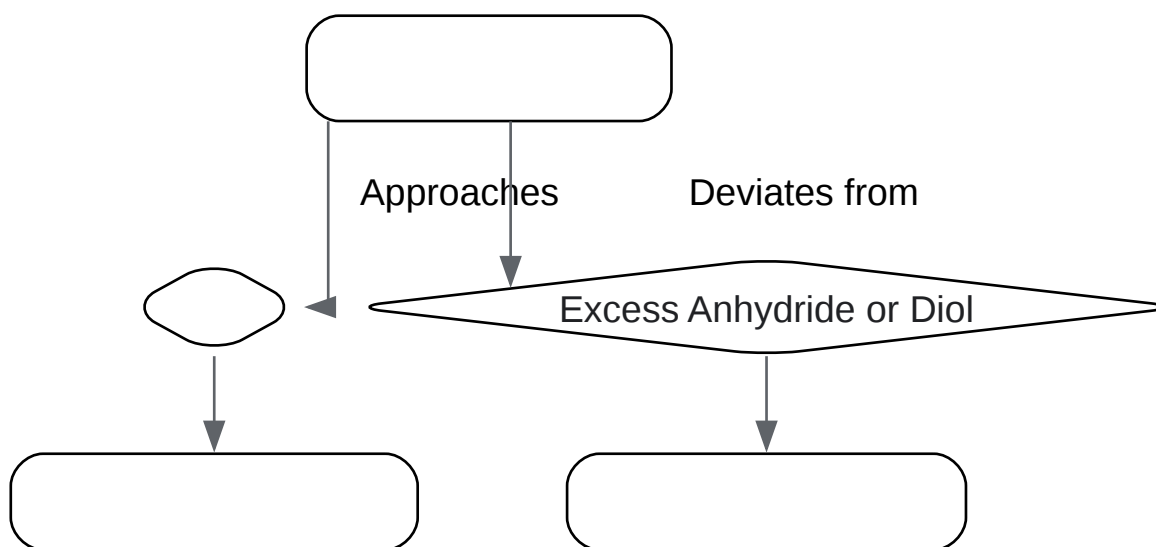 Approaches
Deviates from
Excess Anhydride or Diol